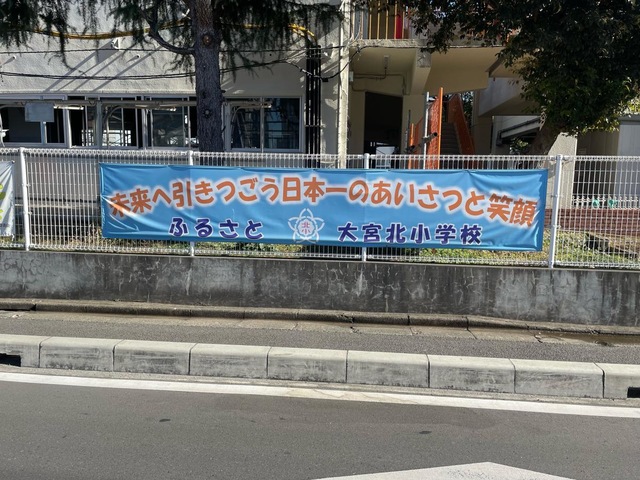 未来へ引きつごう日本一のあいさつと笑顔
ふるさと 大宮北小学校